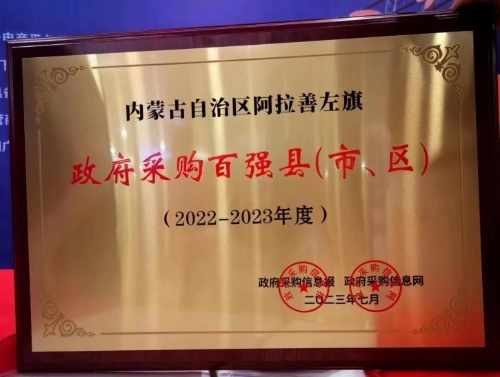 内蒙古自治区阿拉善左旗
政府采购百强县(市、区)
(2022-2023年度)
政府采购信息报 政府采购信息网
二〇二三年七月